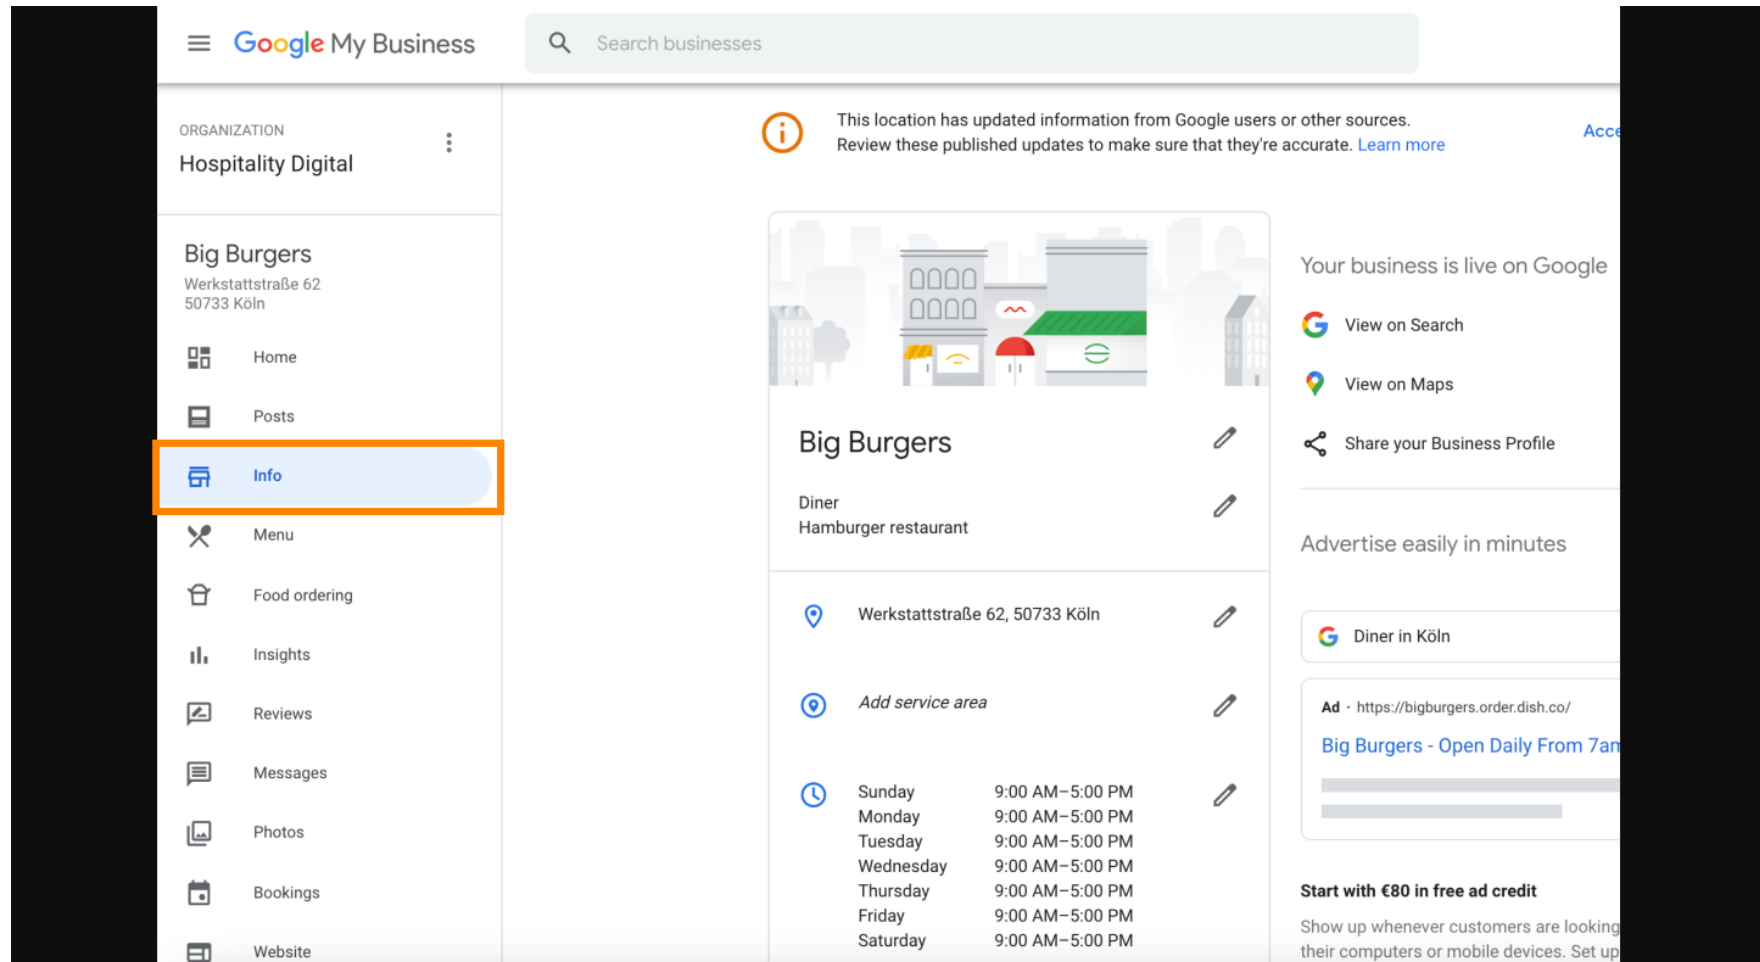 Google My Business
Search businesses
ORGANIZATION
Hospitality Digital
Big Burgers
Werkstattstraße 62
50733 Köln
Home
Posts
Info
Menu
Food ordering
Insights
Reviews
Messages
Photos
Bookings
Website
This location has updated information from Google users or other sources.
Review these published updates to make sure that they're accurate. Learn more
Acce
Big Burgers
Diner
Hamburger restaurant
Werkstattstraße 62, 50733 Köln
Add service area
Sunday 9:00 AM–5:00 PM
Monday 9:00 AM–5:00 PM
Tuesday 9:00 AM–5:00 PM
Wednesday 9:00 AM–5:00 PM
Thursday 9:00 AM–5:00 PM
Friday 9:00 AM–5:00 PM
Saturday 9:00 AM–5:00 PM
Your business is live on Google
View on Search
View on Maps
Share your Business Profile
Advertise easily in minutes
Diner in Köln
Ad · https://bigburgers.order.dish.co/
Big Burgers - Open Daily From 7am
Start with €80 in free ad credit
Show up whenever customers are looking
their computers or mobile devices. Set up